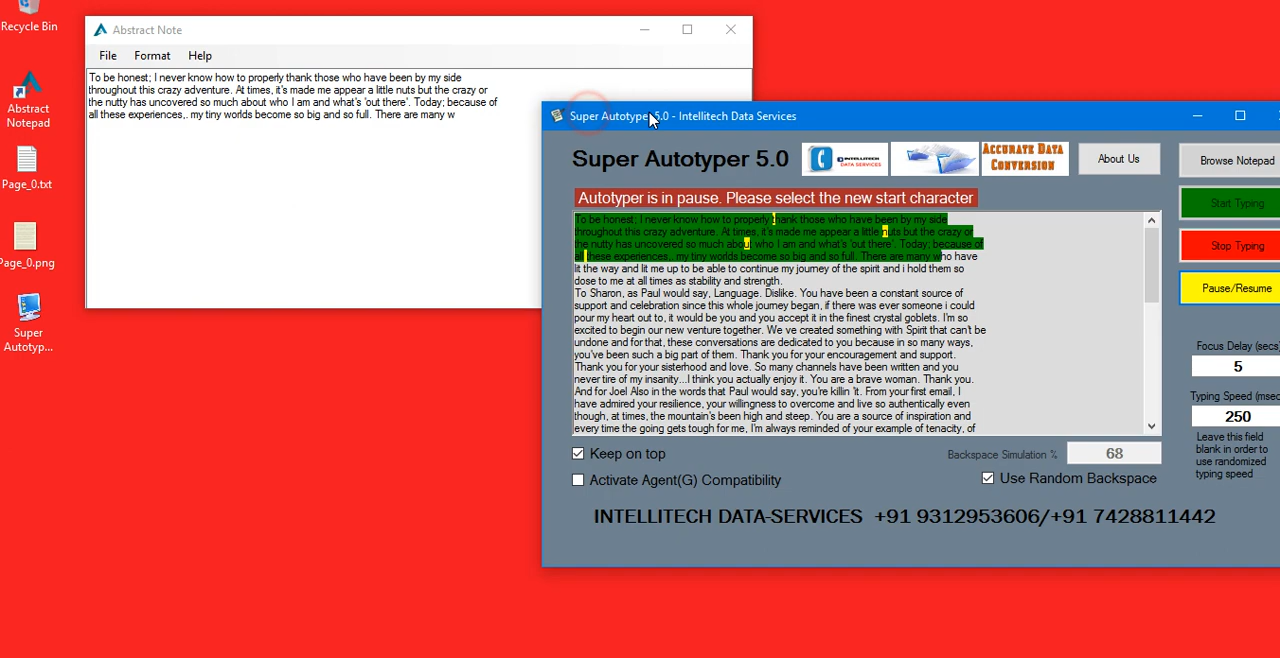 Recycle Bin
Abstract Notepad
Page_0.txt
Page_0.png
Super Autotyp...
Abstract Note
File Format Help
To be honest; I never know how to properly thank those who have been by my side
throughout this crazy adventure. At times, it's made me appear a little nuts but the crazy or
the nutty has uncovered so much about who I am and what's 'out there'. Today; because of
all these experiences,. my tiny worlds become so big and so full. There are many w
Super Autotyper 5.0 - Intellitech Data Services
Super Autotyper 5.0
INTELLITECH
DATA SERVICES
ACCURATE DATA
CONVERSION
About Us
Browse Notepad
Autotyper is in pause. Please select the new start character
Start Typing
Stop Typing
Pause/Resume
To be honest; I never know how to properly thank those who have been by my side
throughout this crazy adventure. At times, it's made me appear a little nuts but the crazy or
the nutty has uncovered so much about who I am and what's 'out there'. Today; because of
all these experiences,. my tiny worlds become so big and so full. There are many who have
lit the way and lit me up to be able to continue my journey of the spirit and i hold them so
dose to me at all times as stability and strength.
To Sharon, as Paul would say, Language. Dislike. You have been a constant source of
support and celebration since this whole journey began, if there was ever someone i could
pour my heart out to, it would be you and you accept it in the finest crystal goblets. I'm so
excited to begin our new venture together. We ve created something with Spirit that can't be
undone and for that, these conversations are dedicated to you because in so many ways,
you've been such a big part of them. Thank you for your encouragement and support.
Thank you for your sisterhood and love. So many channels have been written and you
never tire of my insanity...I think you actually enjoy it. You are a brave woman. Thank you.
And for Joel Also in the words that Paul would say, you're killin 'it. From your first email, I
have admired your resilience, your willingness to overcome and live so authentically even
though, at times, the mountain's been high and steep. You are a source of inspiration and
every time the going gets tough for me, I'm always reminded of your example of tenacity, of
Focus Delay (secs
5
Typing Speed (msec
250
Leave this field
blank in order to
use randomized
typing speed
Keep on top
Backspace Simulation % 68
Activate Agent(G) Compatibility
Use Random Backspace
INTELLITECH DATA-SERVICES +91 9312953606/+91 7428811442